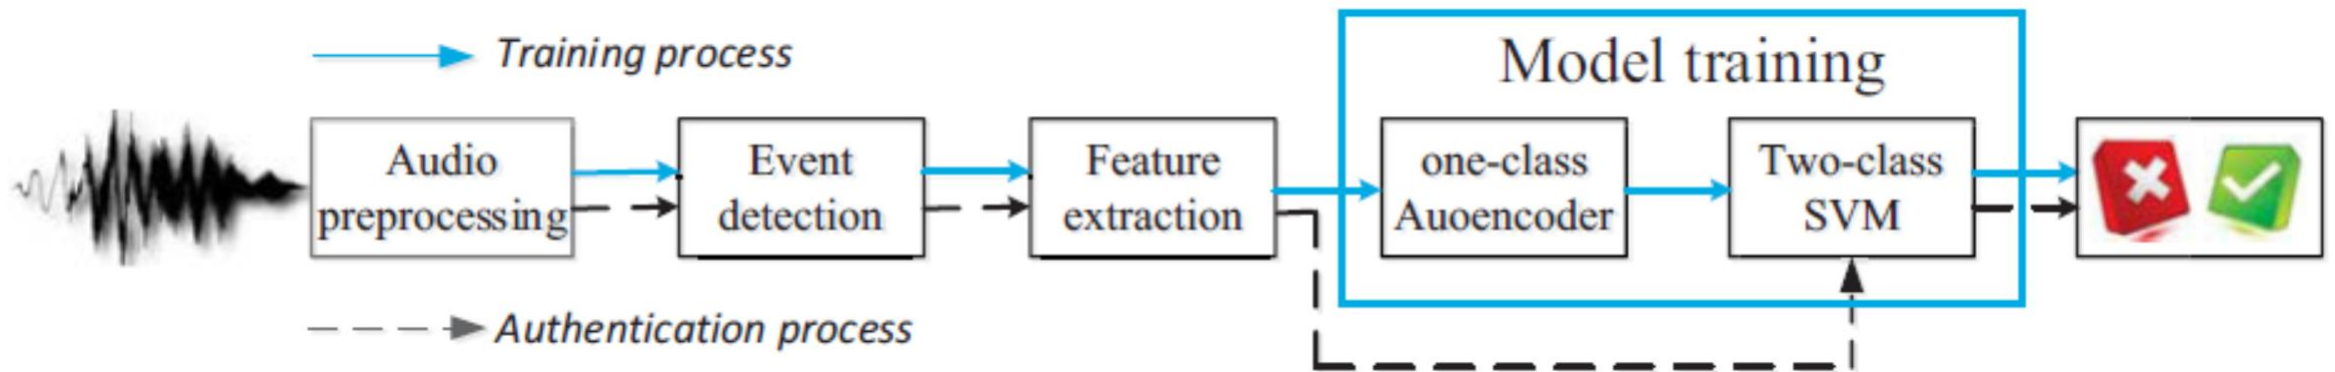 Training process
Model training
Audio
preprocessing
Event
detection
Feature
extraction
one-class
Auoencoder
Two-class
SVM
Authentication process